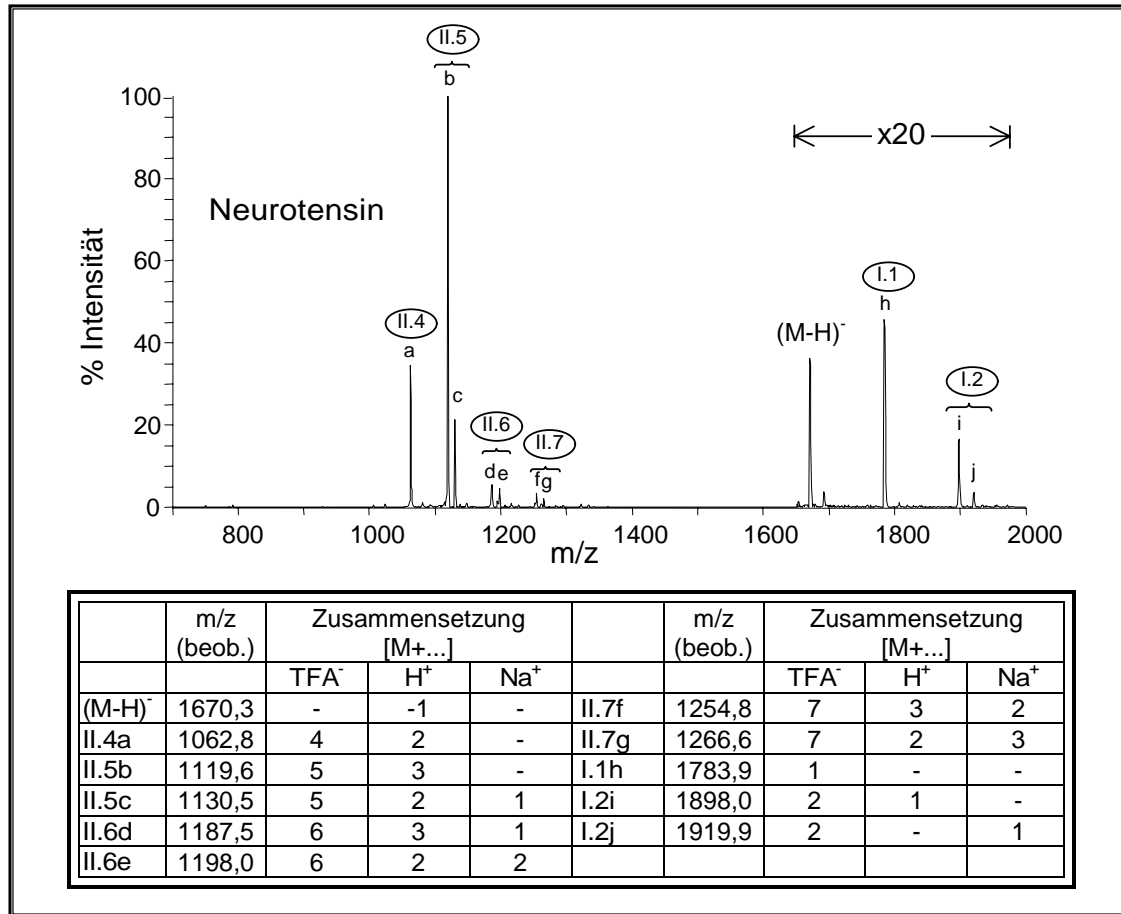 II.5
b
100
x20
80
Neurotensin
60
% Intensität
I.1
h
II.4
a
(M-H)-
40
c
I.2
i
II.6
II.7
20
d e
f g
j
0
800 1000 1200 1400 1600 1800 2000
m/z
m/z (beob.) Zusammensetzung [M+...] m/z (beob.) Zusammensetzung [M+...]
TFA- H+ Na+ TFA- H+ Na+
(M-H)- 1670,3 - -1 - II.7f 1254,8 7 3 2
II.4a 1062,8 4 2 - II.7g 1266,6 7 2 3
II.5b 1119,6 5 3 - I.1h 1783,9 1 - -
II.5c 1130,5 5 2 1 I.2i 1898,0 2 1 -
II.6d 1187,5 6 3 1 I.2j 1919,9 2 - 1
II.6e 1198,0 6 2 2